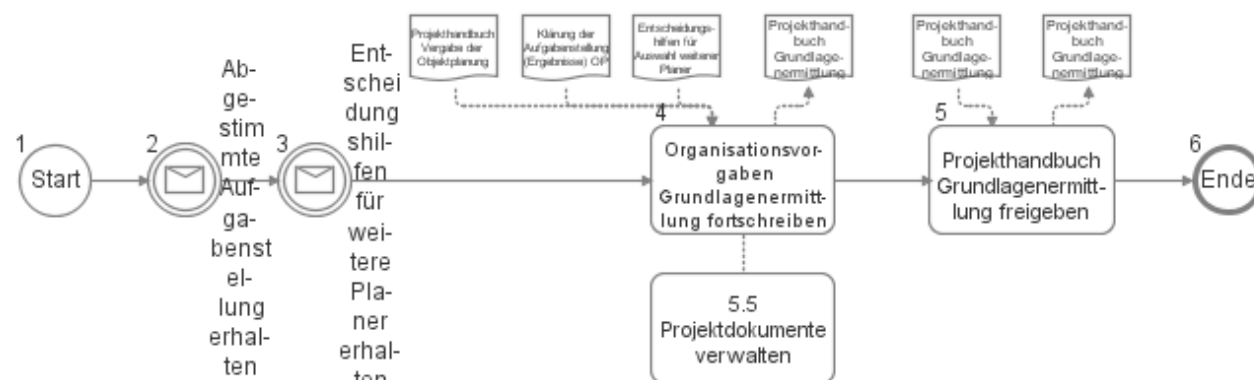 Projekthandbuch
Vergabe der
Objektplanung
Klärung der
Aufgabenstellung
(Ergebnisse) OP
Entscheidungs-
hilfen für
Auswahl weiterer
Planer
Projekthand-
buch
Grundlage-
nermittlung
Projekthand-
buch
Grundlage-
nermittlung
Projekthand-
buch
Grundlage-
nermittlung
1
Start
2
Ab-
ge-
stim
mte
Auf-
ga-
benst
el-
lung
erhal-
ten
3
Ent-
schei
dung
shil-
fen
für
wei-
tere
Pla-
ner
erhal-
ten
4
Organisationsvor-
gaben
Grundlagenermitt-
lung fortschreiben
5.5
Projektdokumente
verwalten
5
Projekthandbuch
Grundlagenermitt-
lung freigeben
6
Ende